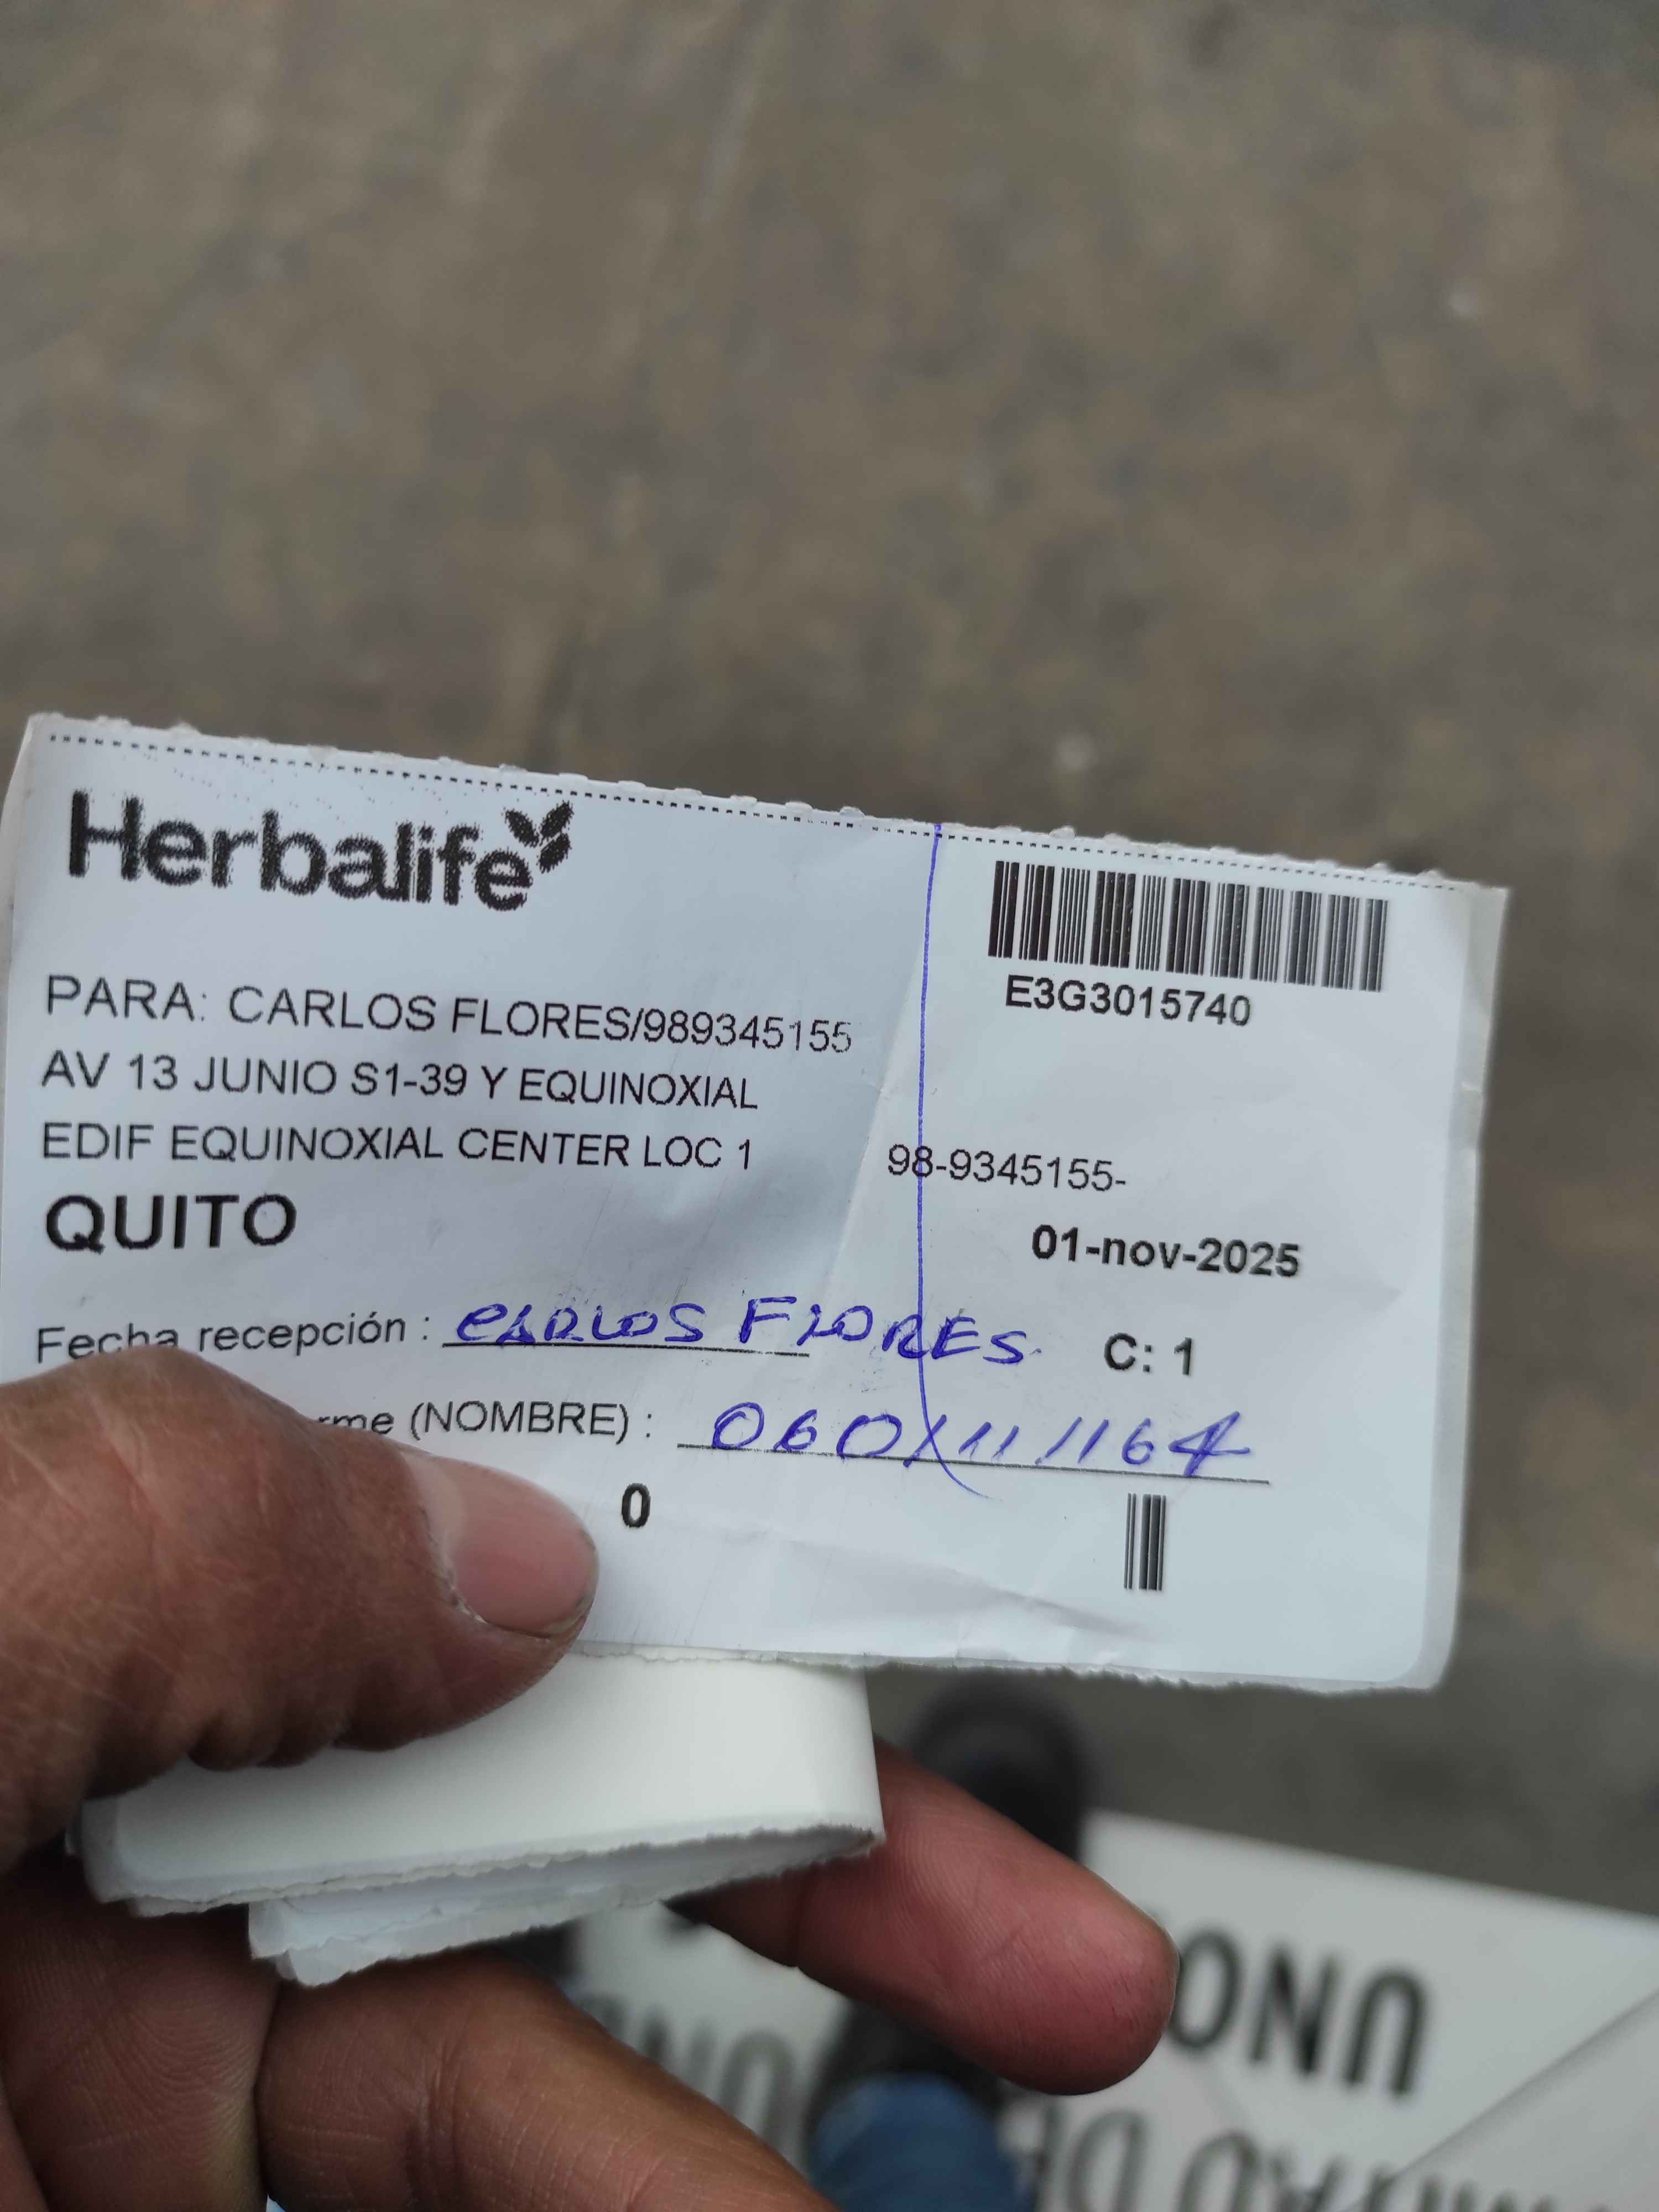 Herbalife
E3G3015740
PARA: CARLOS FLORES/989345155
AV 13 JUNIO S1-39 Y EQUINOXIAL
EDIF EQUINOXIAL CENTER LOC 1
98-9345155-
QUITO
01-nov-2025
Fecha recepción : CARLOS FLORES
C: 1
(NOMBRE) :
0